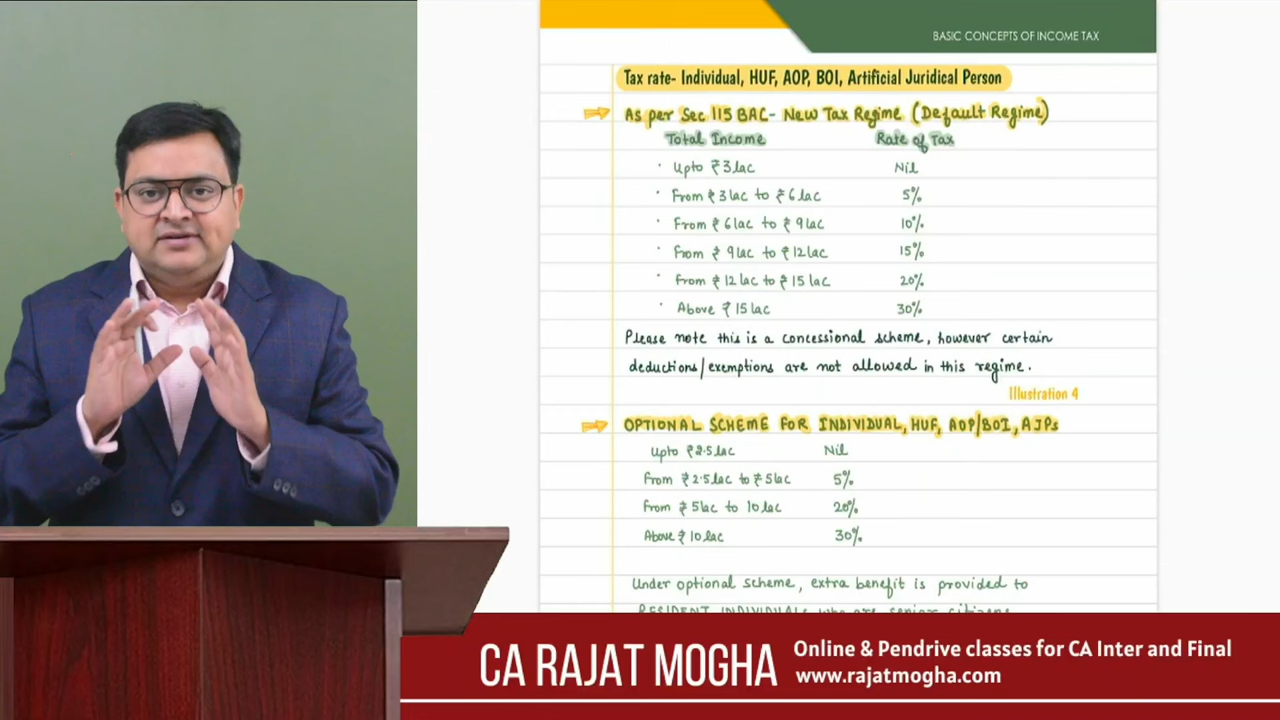 BASIC CONCEPTS OF INCOME TAX
Tax rate- Individual, HUF, AOP, BOI, Artificial Juridical Person
As per Sec 115 BAC- New Tax Regime (Default Regime)
Total Income Rate of Tax
Upto ₹3 lac Nil
From ₹3 lac to ₹6 lac 5%
From ₹6 lac to ₹9 lac 10%
From ₹9 lac to ₹12 lac 15%
From ₹12 lac to ₹15 lac 20%
Above ₹15 lac 30%
Please note this is a concessional scheme, however certain
deductions/exemptions are not allowed in this regime.
Illustration 4
OPTIONAL SCHEME FOR INDIVIDUAL, HUF, AOP/BOI, AJPs
Upto ₹2.5 lac Nil
From ₹2.5 lac to ₹5 lac 5%
From ₹5 lac to 10 lac 20%
Above ₹10 lac 30%
Under optional scheme, extra benefit is provided to
RESIDENT INDIVIDUALS who are senior citizens
CA RAJAT MOGHA
Online & Pendrive classes for CA Inter and Final
www.rajatmogha.com